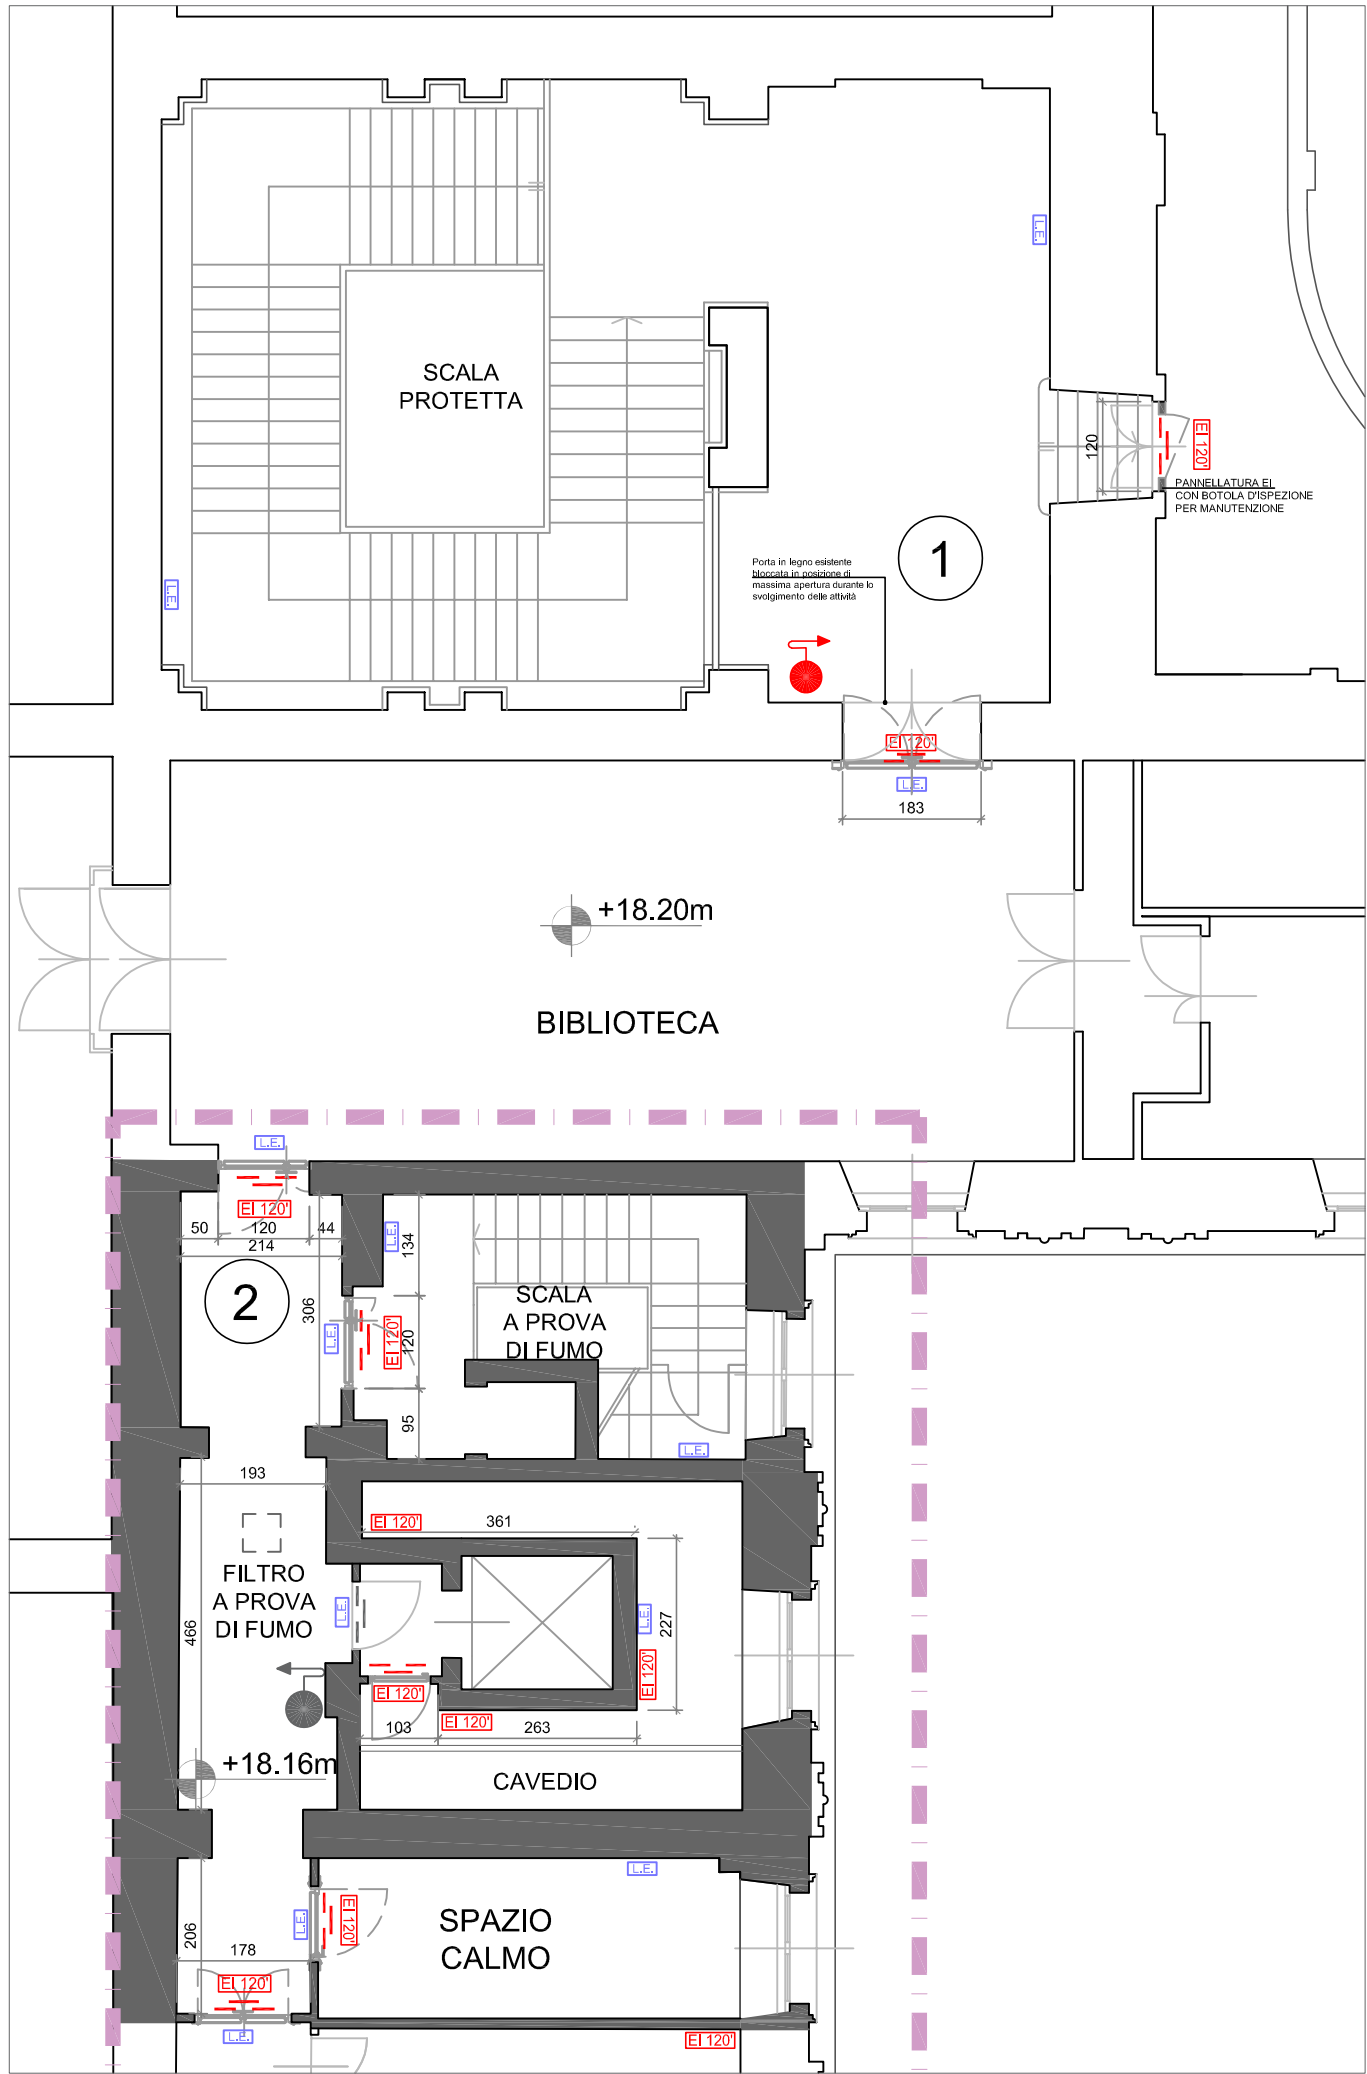 L.E.
SCALA
PROTETTA
120
EI 120'
PANNELLATURA EI
CON BOTOLA D'ISPEZIONE
PER MANUTENZIONE
1
Porta in legno esistente
bloccata in posizione di
massima apertura durante lo
svolgimento delle attività
L.E.
EI 120'
L.E.
183
+18.20m
BIBLIOTECA
L.E.
EI 120'
50
120
44
214
L.E.
134
2
306
SCALA
A PROVA
DI FUMO
L.E.
EI 120'
120
95
L.E.
193
EI 120'
361
FILTRO
A PROVA
DI FUMO
L.E.
L.E.
227
466
EI 120'
EI 120'
EI 120'
103
263
+18.16m
CAVEDIO
L.E.
SPAZIO
CALMO
L.E.
EI 120'
206
178
EI 120'
L.E.
EI 120'